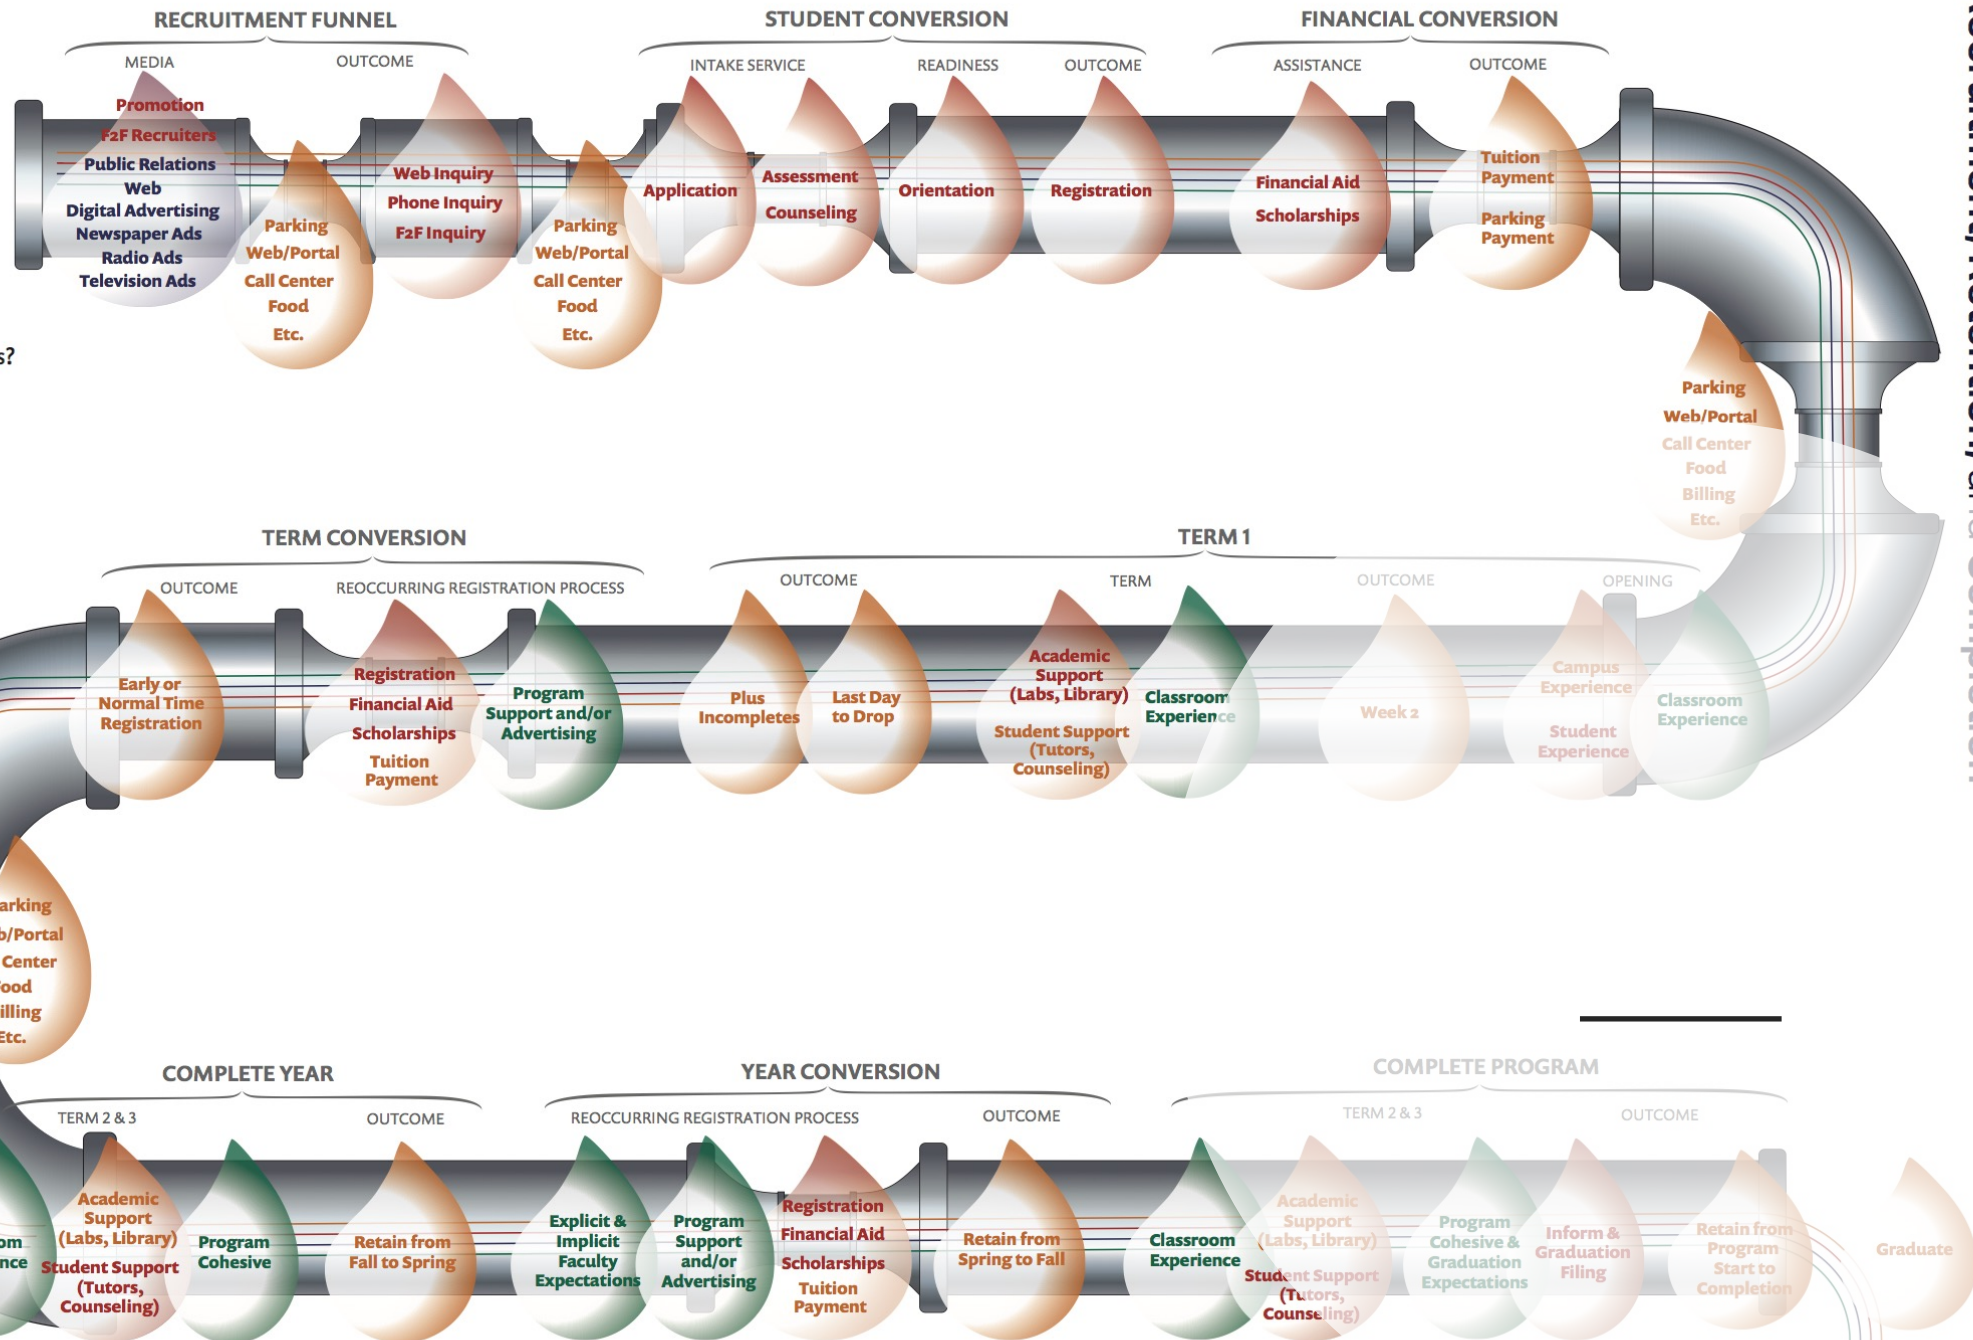 RECRUITMENT FUNNEL
STUDENT CONVERSION
FINANCIAL CONVERSION
MEDIA
OUTCOME
INTAKE SERVICE
READINESS
OUTCOME
ASSISTANCE
OUTCOME
Promotion
F2F Recruiters
Public Relations
Web
Digital Advertising
Newspaper Ads
Radio Ads
Television Ads
Parking
Web/Portal
Call Center
Food
Etc.
Web Inquiry
Phone Inquiry
F2F Inquiry
Parking
Web/Portal
Call Center
Food
Etc.
Application
Assessment
Counseling
Orientation
Registration
Financial Aid
Scholarships
Tuition
Payment
Parking
Payment
s?
Parking
Web/Portal
Call Center
Food
Billing
Etc.
TERM CONVERSION
TERM 1
OUTCOME
REOCCURRING REGISTRATION PROCESS
OUTCOME
TERM
OUTCOME
OPENING
Early or
Normal Time
Registration
Registration
Financial Aid
Scholarships
Tuition
Payment
Program
Support and/or
Advertising
Plus
Incompletes
Last Day
to Drop
Academic
Support
(Labs, Library)
Student Support
(Tutors,
Counseling)
Classroom
Experience
Week 2
Campus
Experience
Student
Experience
Classroom
Experience
arking
b/Portal
Center
ood
illing
Etc.
COMPLETE YEAR
YEAR CONVERSION
COMPLETE PROGRAM
TERM 2 & 3
OUTCOME
REOCCURRING REGISTRATION PROCESS
OUTCOME
TERM 2 & 3
OUTCOME
om
nce
Academic
Support
(Labs, Library)
Student Support
(Tutors,
Counseling)
Program
Cohesive
Retain from
Fall to Spring
Explicit &
Implicit
Faculty
Expectations
Program
Support
and/or
Advertising
Registration
Financial Aid
Scholarships
Tuition
Payment
Retain from
Spring to Fall
Classroom
Experience
Academic
Support
(Labs, Library)
Student Support
(Tutors,
Counseling)
Program
Cohesive &
Graduation
Expectations
Inform &
Graduation
Filing
Retain from
Program
Start to
Completion
Graduate